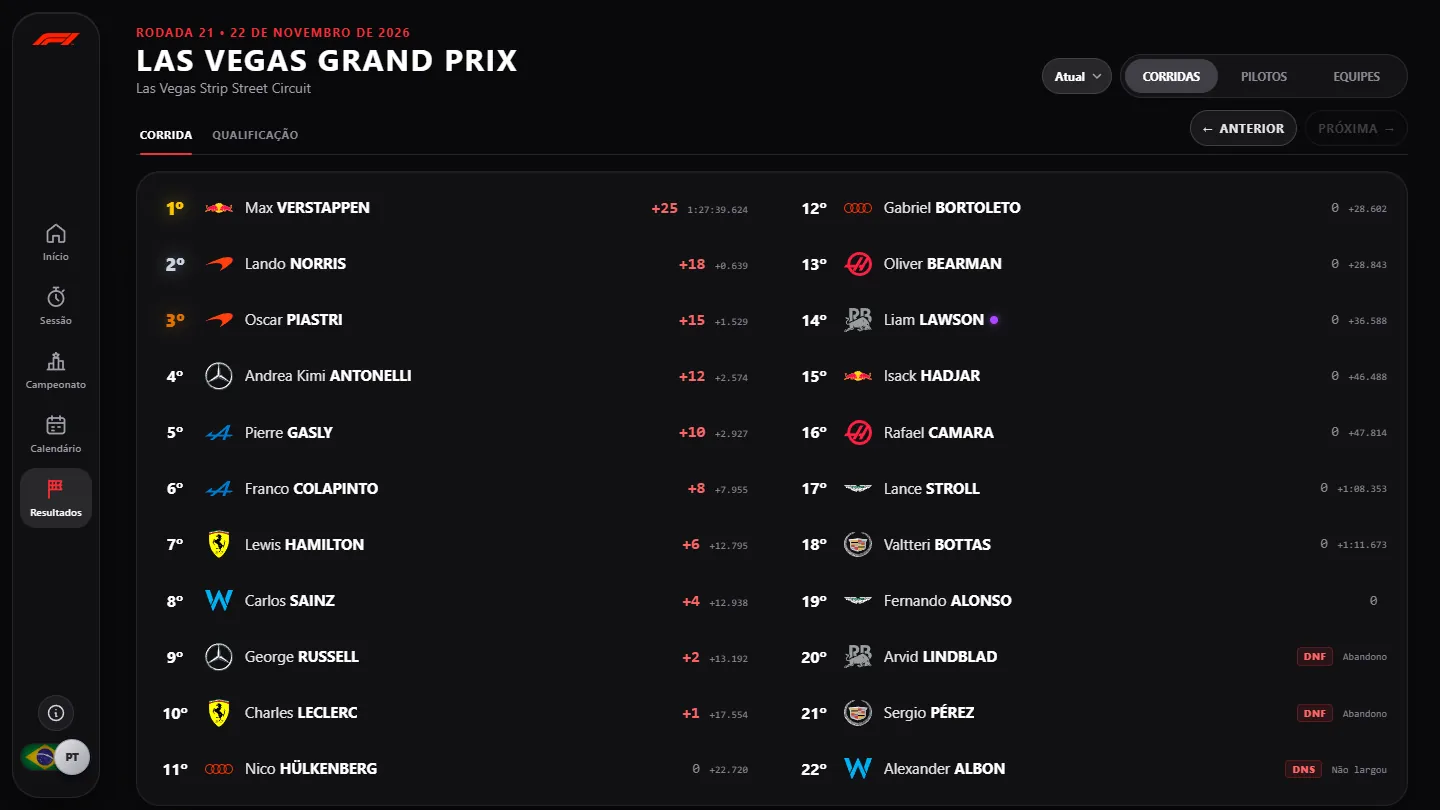 RODADA 21 • 22 DE NOVEMBRO DE 2026
LAS VEGAS GRAND PRIX
Las Vegas Strip Street Circuit
Atual
CORRIDAS
PILOTOS
EQUIPES
CORRIDA
QUALIFICAÇÃO
← ANTERIOR
PRÓXIMA →
Início
Sessão
Campeonato
Calendário
Resultados
PT
1º Max VERSTAPPEN +25 1:27:39.624
2º Lando NORRIS +18 +0.639
3º Oscar PIASTRI +15 +1.529
4º Andrea Kimi ANTONELLI +12 +2.574
5º Pierre GASLY +10 +2.927
6º Franco COLAPINTO +8 +7.955
7º Lewis HAMILTON +6 +12.795
8º Carlos SAINZ +4 +12.938
9º George RUSSELL +2 +13.192
10º Charles LECLERC +1 +17.554
11º Nico HÜLKENBERG 0 +22.720
12º Gabriel BORTOLETO 0 +28.602
13º Oliver BEARMAN 0 +28.843
14º Liam LAWSON 0 +36.588
15º Isack HADJAR 0 +46.488
16º Rafael CAMARA 0 +47.814
17º Lance STROLL 0 +1:08.353
18º Valtteri BOTTAS 0 +1:11.673
19º Fernando ALONSO 0
20º Arvid LINDBLAD DNF Abandono
21º Sergio PÉREZ DNF Abandono
22º Alexander ALBON DNS Não largou